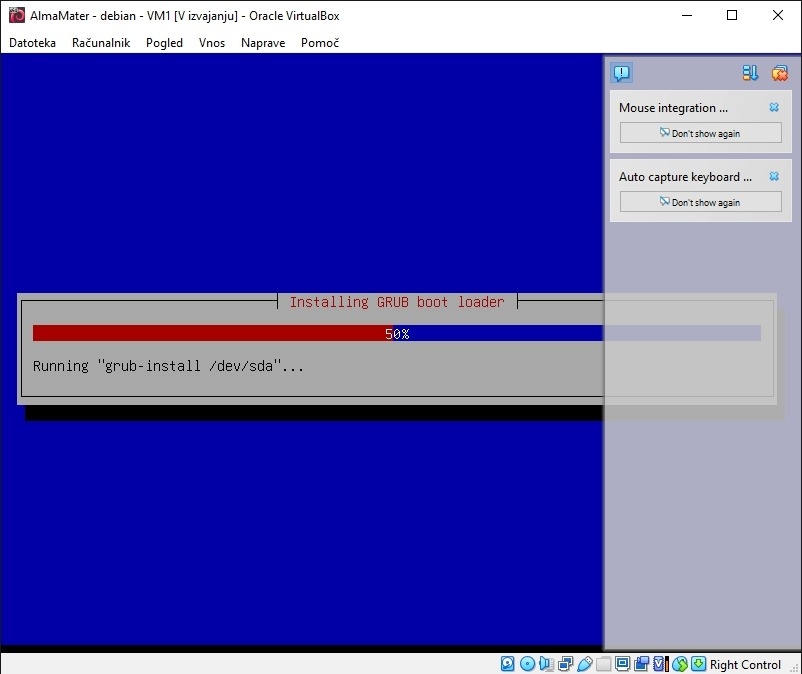 AlmaMater - debian - VM1 [V izvajanju] - Oracle VirtualBox
Datoteka Računalnik Pogled Vnos Naprave Pomoč
Mouse integration ...
Don't show again
Auto capture keyboard ...
Don't show again
Installing GRUB boot loader
50%
Running "grub-install /dev/sda"...
Right Control